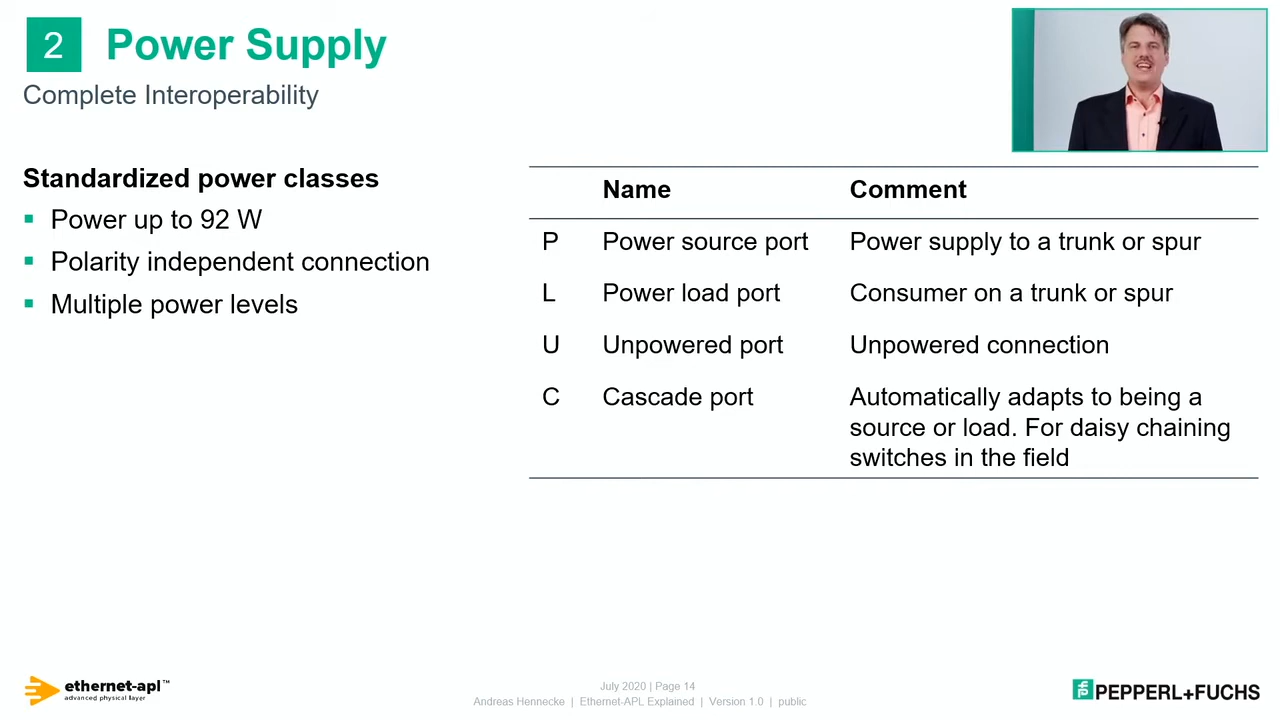 2 Power Supply
Complete Interoperability
Standardized power classes
Power up to 92 W
Polarity independent connection
Multiple power levels
Name Comment
P Power source port Power supply to a trunk or spur
L Power load port Consumer on a trunk or spur
U Unpowered port Unpowered connection
C Cascade port Automatically adapts to being a
source or load. For daisy chaining
switches in the field
ethernet-apl™
advanced physical layer
July 2020 | Page 14
Andreas Hennecke | Ethernet-APL Explained | Version 1.0 | public
PEPPERL+FUCHS